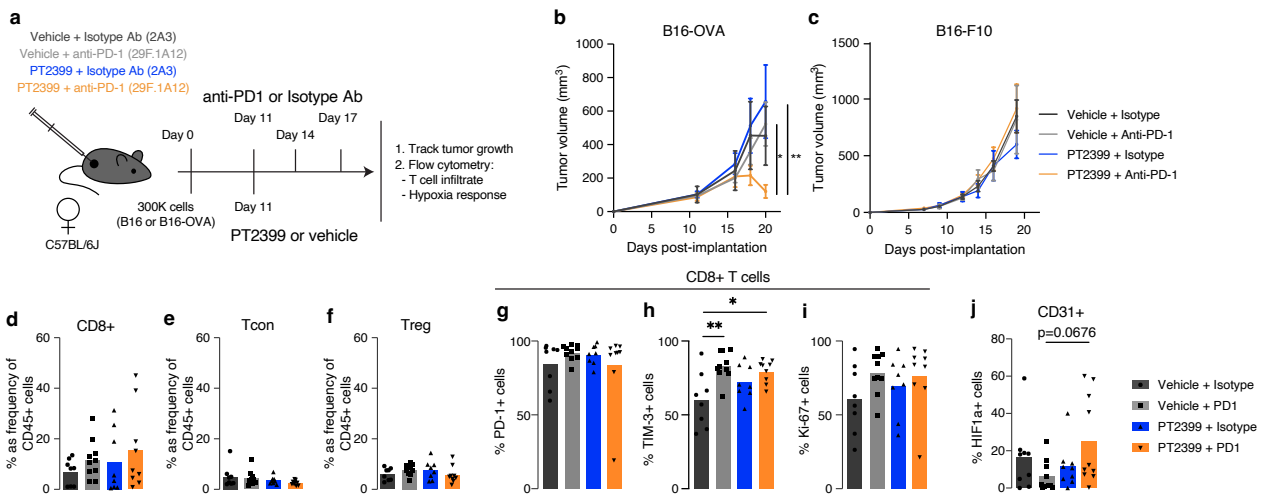 a
Vehicle + Isotype Ab (2A3)
Vehicle + anti-PD-1 (29F.1A12)
PT2399 + Isotype Ab (2A3)
PT2399 + anti-PD-1 (29F.1A12)
anti-PD1 or Isotype Ab
Day 11
Day 17
Day 0
Day 14
300K cells
(B16 or B16-OVA)
Day 11
PT2399 or vehicle
C57BL/6J
1. Track tumor growth
2. Flow cytometry:
- T cell infiltrate
- Hypoxia response
b
B16-OVA
Tumor volume (mm3)
1000
800
600
400
200
0
0 5 10 15 20
Days post-implantation
* **
c
B16-F10
Tumor volume (mm3)
1500
1000
500
0
0 5 10 15 20
Days post-implantation
Vehicle + Isotype
Vehicle + Anti-PD-1
PT2399 + Isotype
PT2399 + Anti-PD-1
d
CD8+
% as frequency of
CD45+ cells
60
40
20
0
e
Tcon
% as frequency of
CD45+ cells
60
40
20
0
f
Treg
% as frequency of
CD45+ cells
60
40
20
0
CD8+ T cells
g
% PD-1+ cells
100
50
0
h
% TIM-3+ cells
100
50
0
**
*
i
% Ki-67+ cells
100
50
0
j
CD31+
p=0.0676
% HIF1a+ cells
80
60
40
20
0
Vehicle + Isotype
Vehicle + PD1
PT2399 + Isotype
PT2399 + PD1